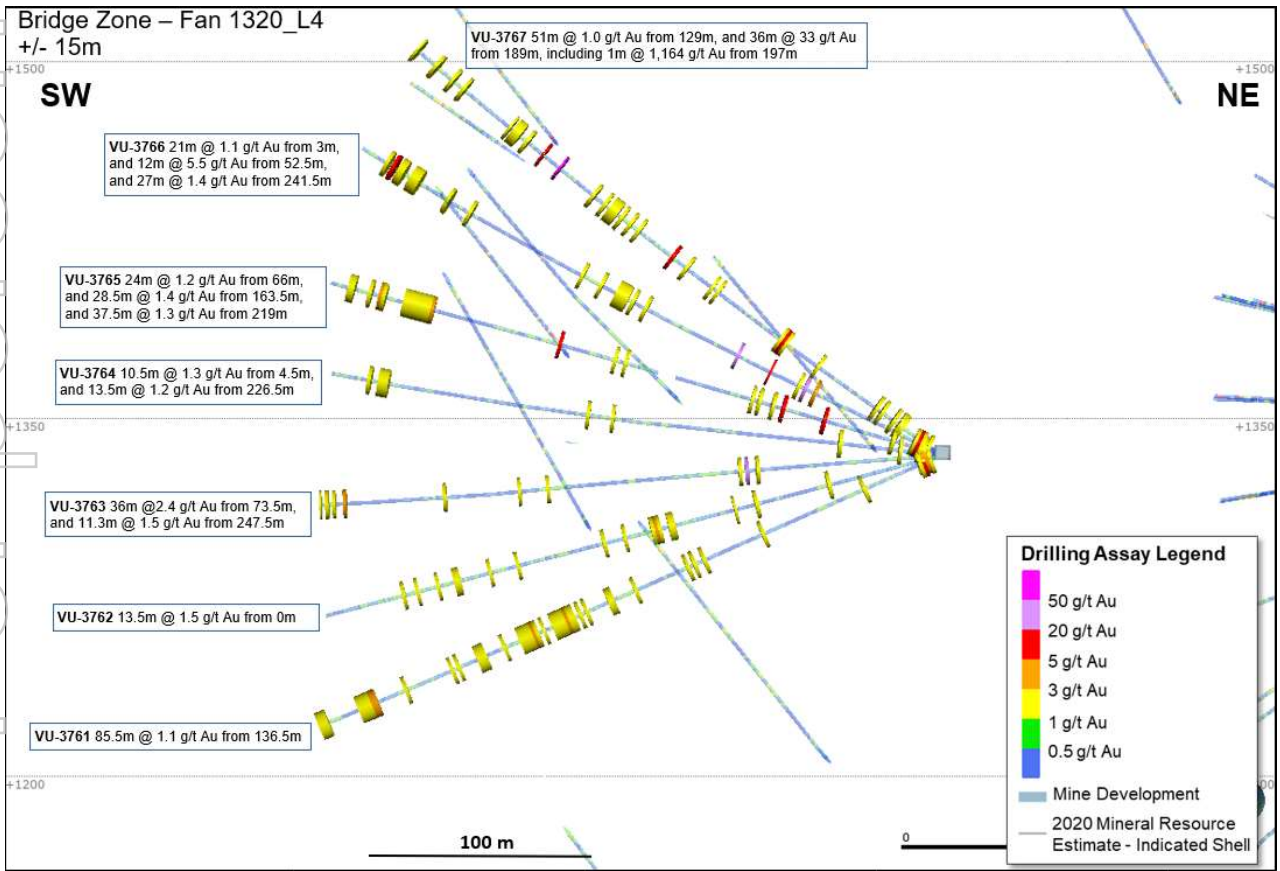 Bridge Zone – Fan 1320_L4
+/- 15m
VU-3767 51m @ 1.0 g/t Au from 129m, and 36m @ 33 g/t Au
from 189m, including 1m @ 1,164 g/t Au from 197m
+1500
+1500
SW
NE
VU-3766 21m @ 1.1 g/t Au from 3m,
and 12m @ 5.5 g/t Au from 52.5m,
and 27m @ 1.4 g/t Au from 241.5m
VU-3765 24m @ 1.2 g/t Au from 66m,
and 28.5m @ 1.4 g/t Au from 163.5m,
and 37.5m @ 1.3 g/t Au from 219m
VU-3764 10.5m @ 1.3 g/t Au from 4.5m,
and 13.5m @ 1.2 g/t Au from 226.5m
+1350
+1350
VU-3763 36m @2.4 g/t Au from 73.5m,
and 11.3m @ 1.5 g/t Au from 247.5m
VU-3762 13.5m @ 1.5 g/t Au from 0m
VU-3761 85.5m @ 1.1 g/t Au from 136.5m
+1200
100 m
0
Drilling Assay Legend
50 g/t Au
20 g/t Au
5 g/t Au
3 g/t Au
1 g/t Au
0.5 g/t Au
Mine Development
2020 Mineral Resource
Estimate - Indicated Shell